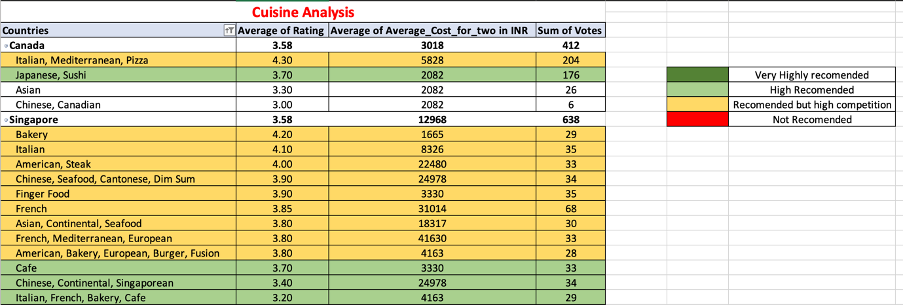 Cuisine Analysis
Countries Average of Rating Average of Average_Cost_for_two in INR Sum of Votes
Canada 3.58 3018 412
Italian, Mediterranean, Pizza 4.30 5828 204
Japanese, Sushi 3.70 2082 176 Very Highly recomended
Asian 3.30 2082 26 High Recomended
Chinese, Canadian 3.00 2082 6 Recomended but high competition
Singapore 3.58 12968 638 Not Recomended
Bakery 4.20 1665 29
Italian 4.10 8326 35
American, Steak 4.00 22480 33
Chinese, Seafood, Cantonese, Dim Sum 3.90 24978 34
Finger Food 3.90 3330 35
French 3.85 31014 68
Asian, Continental, Seafood 3.80 18317 30
French, Mediterranean, European 3.80 41630 33
American, Bakery, European, Burger, Fusion 3.80 4163 28
Cafe 3.70 3330 33
Chinese, Continental, Singaporean 3.40 24978 34
Italian, French, Bakery, Cafe 3.20 4163 29